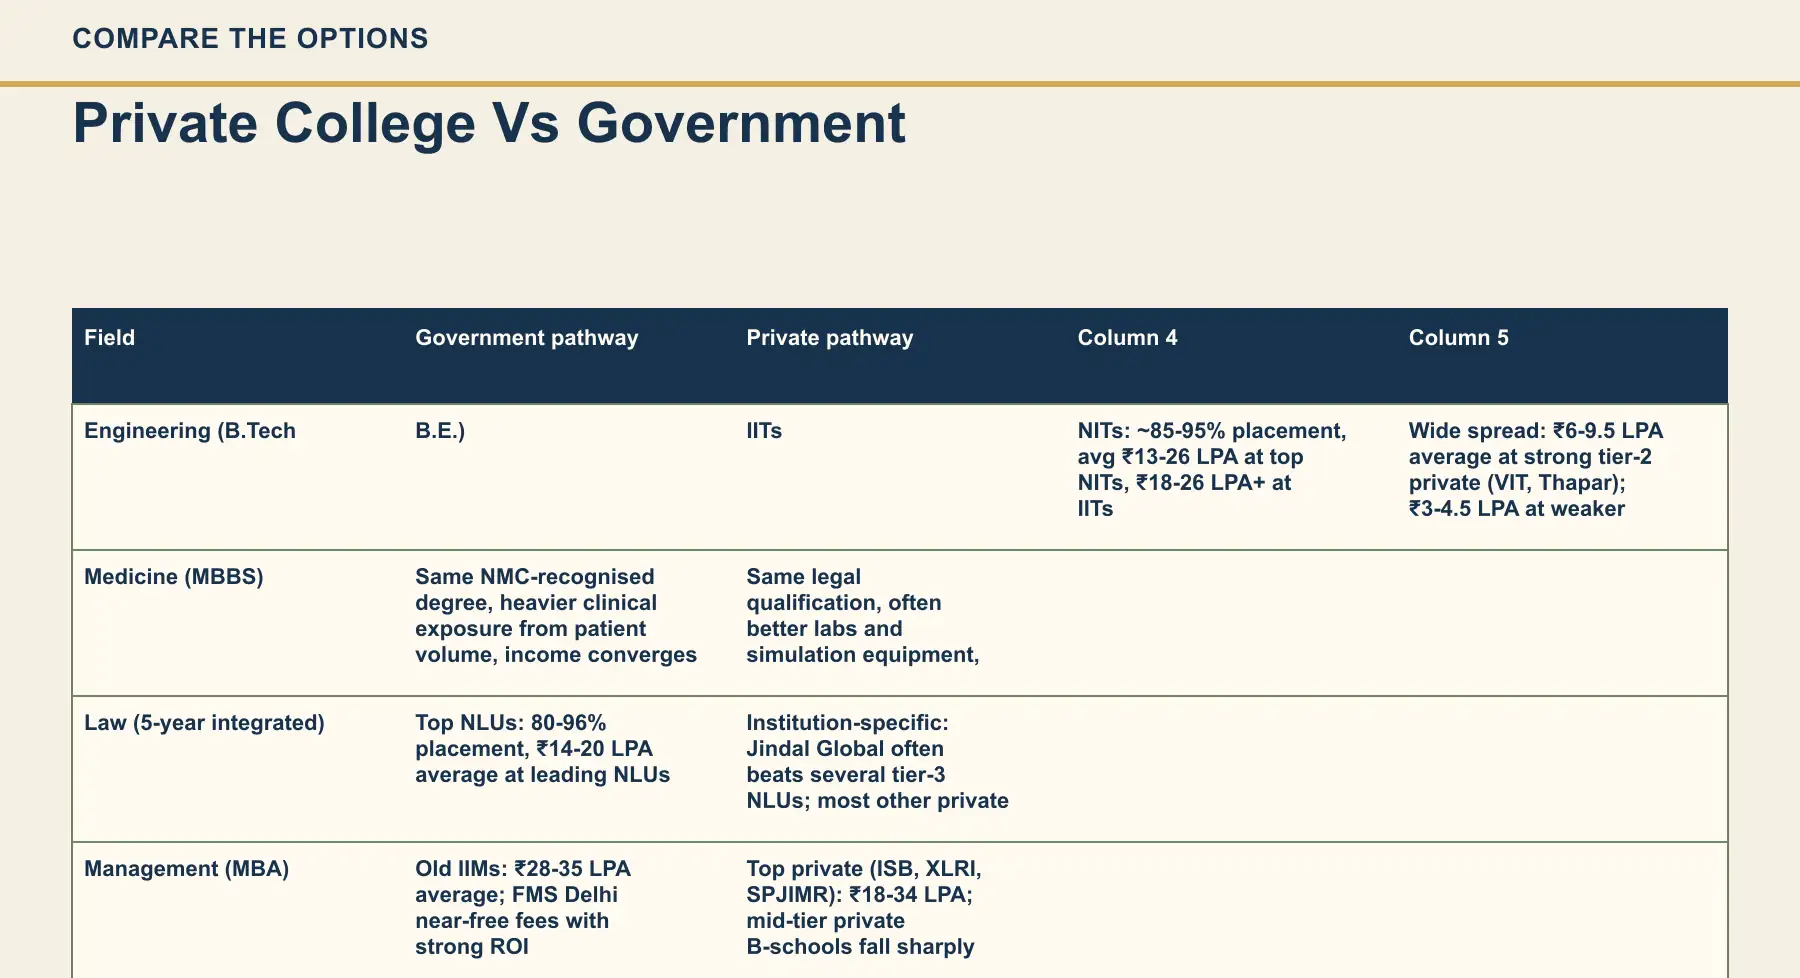 COMPARE THE OPTIONS
Private College Vs Government
Field
Government pathway
Private pathway
Column 4
Column 5
Engineering (B.Tech
B.E.)
IITs
NITs: ~85-95% placement,
avg ₹13-26 LPA at top
NITs, ₹18-26 LPA+ at
IITs
Wide spread: ₹6-9.5 LPA
average at strong tier-2
private (VIT, Thapar);
₹3-4.5 LPA at weaker
Medicine (MBBS)
Same NMC-recognised
degree, heavier clinical
exposure from patient
volume, income converges
Same legal
qualification, often
better labs and
simulation equipment,
Law (5-year integrated)
Top NLUs: 80-96%
placement, ₹14-20 LPA
average at leading NLUs
Institution-specific:
Jindal Global often
beats several tier-3
NLUs; most other private
Management (MBA)
Old IIMs: ₹28-35 LPA
average; FMS Delhi
near-free fees with
strong ROI
Top private (ISB, XLRI,
SPJIMR): ₹18-34 LPA;
mid-tier private
B-schools fall sharply